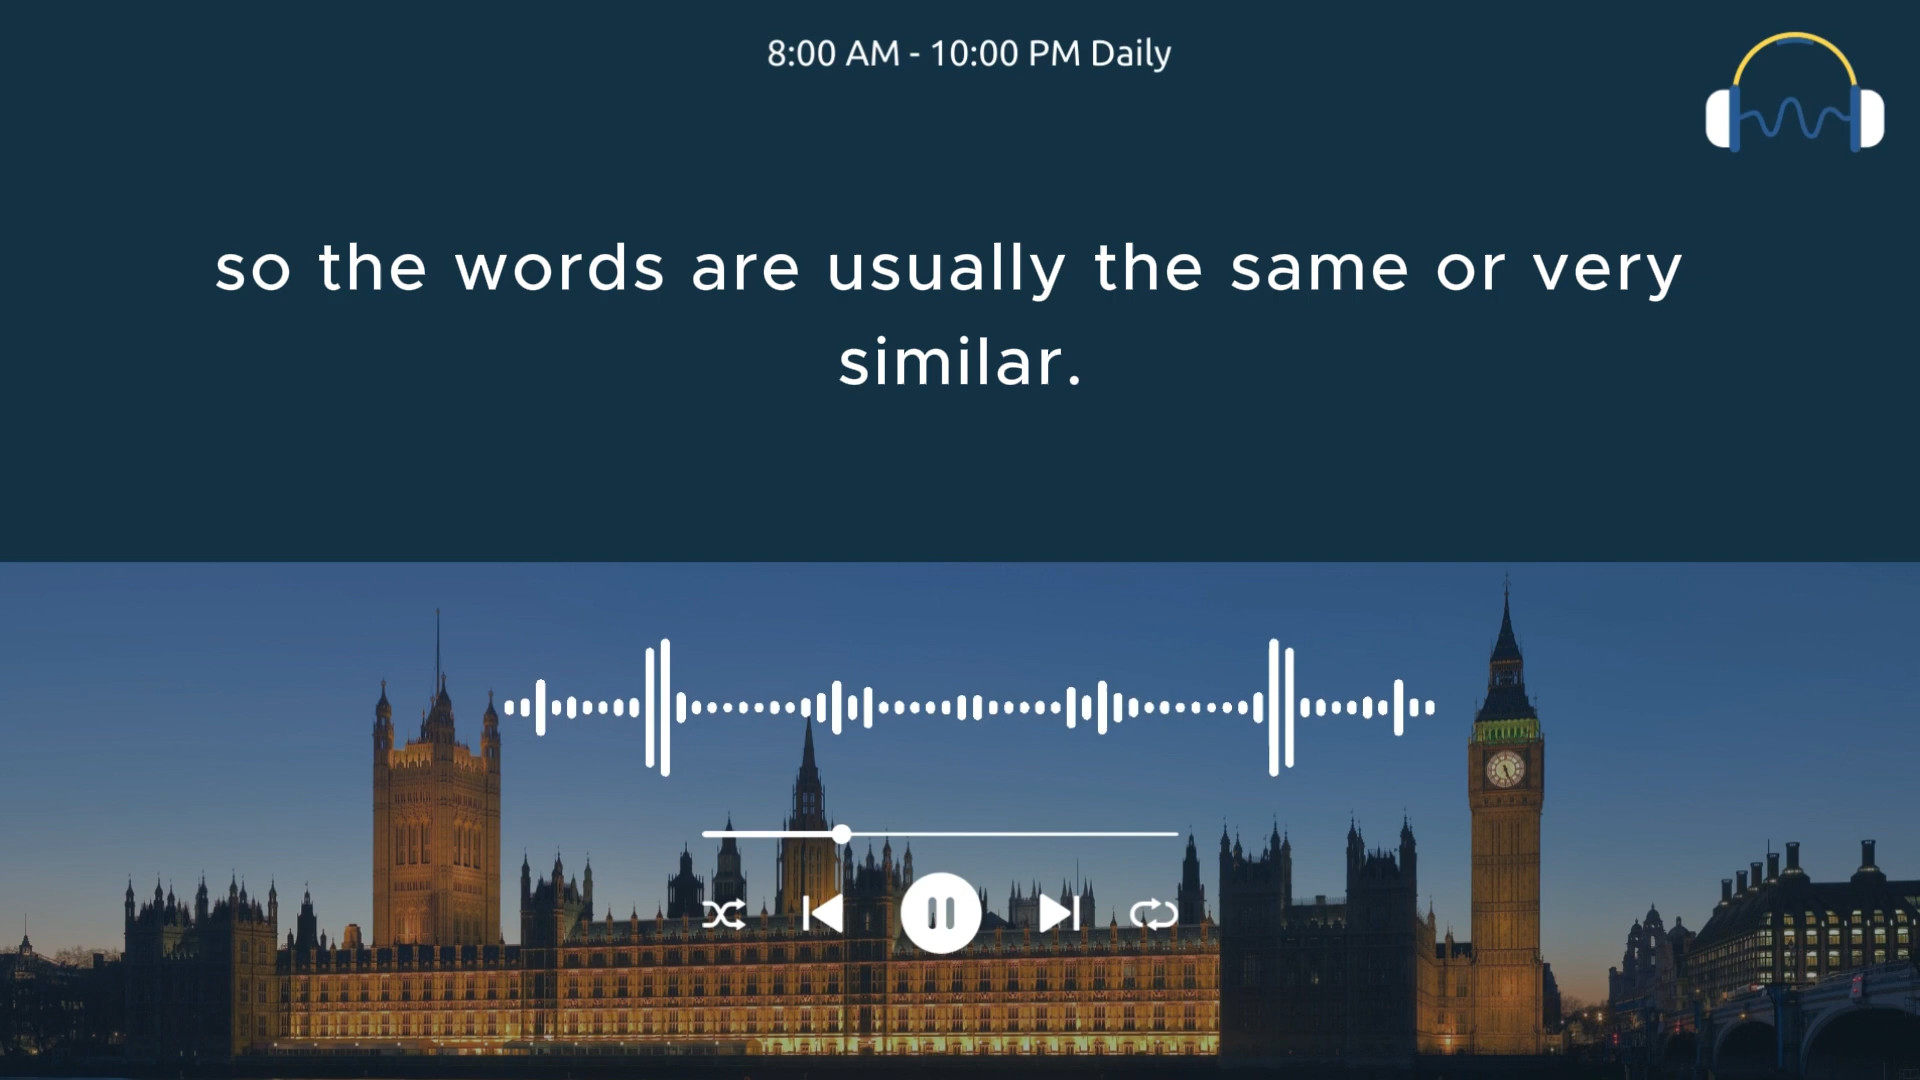 8:00 AM - 10:00 PM Daily
so the words are usually the same or very
similar.